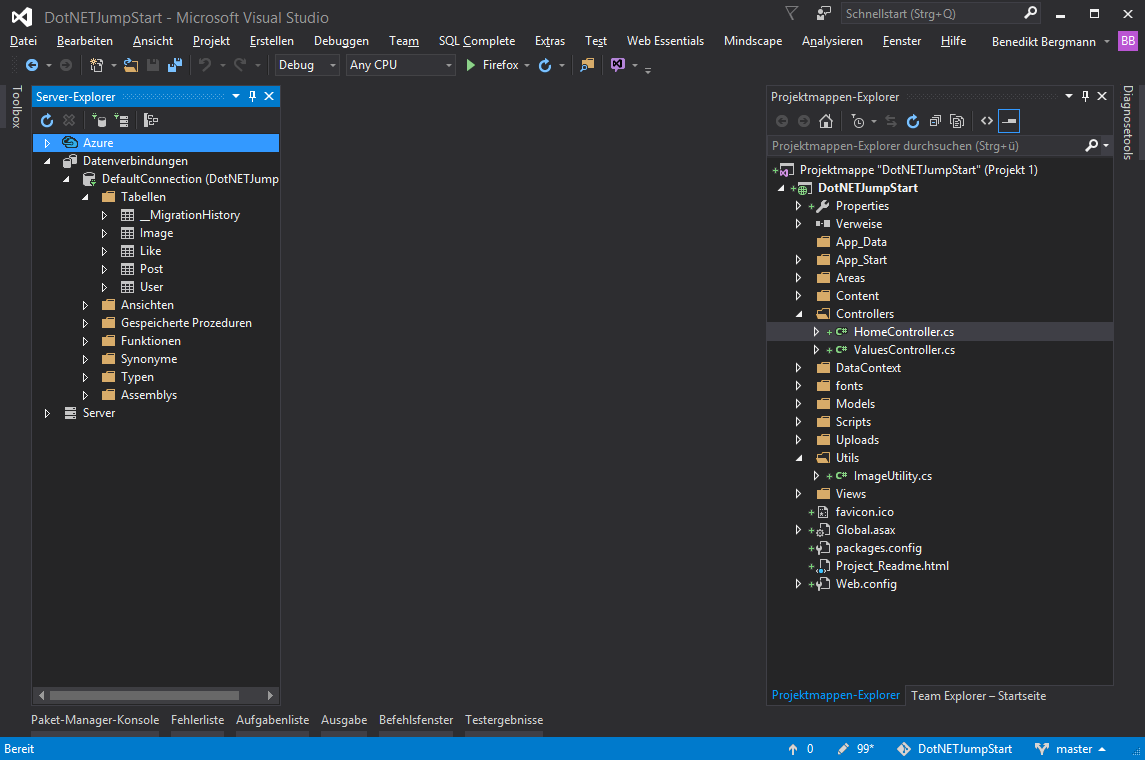 DotNETJumpStart - Microsoft Visual Studio
Schnellstart (Strg+Q)
Datei Bearbeiten Ansicht Projekt Erstellen Debuggen Team SQL Complete Extras Test Web Essentials Mindscape Analysieren Fenster Hilfe Benedikt Bergmann BB
Debug Any CPU Firefox
Toolbox
Server-Explorer
Azure
Datenverbindungen
DefaultConnection (DotNETJump
Tabellen
__MigrationHistory
Image
Like
Post
User
Ansichten
Gespeicherte Prozeduren
Funktionen
Synonyme
Typen
Assemblys
Server
Projektmappen-Explorer
Projektmappen-Explorer durchsuchen (Strg+ü)
Projektmappe "DotNETJumpStart" (Projekt 1)
DotNETJumpStart
Properties
Verweise
App_Data
App_Start
Areas
Content
Controllers
C# HomeController.cs
C# ValuesController.cs
DataContext
fonts
Models
Scripts
Uploads
Utils
C# ImageUtility.cs
Views
favicon.ico
Global.asax
packages.config
Project_Readme.html
Web.config
Projektmappen-Explorer Team Explorer – Startseite
Diagnosetools
Paket-Manager-Konsole Fehlerliste Aufgabenliste Ausgabe Befehlsfenster Testergebnisse
Bereit 0 99* DotNETJumpStart master